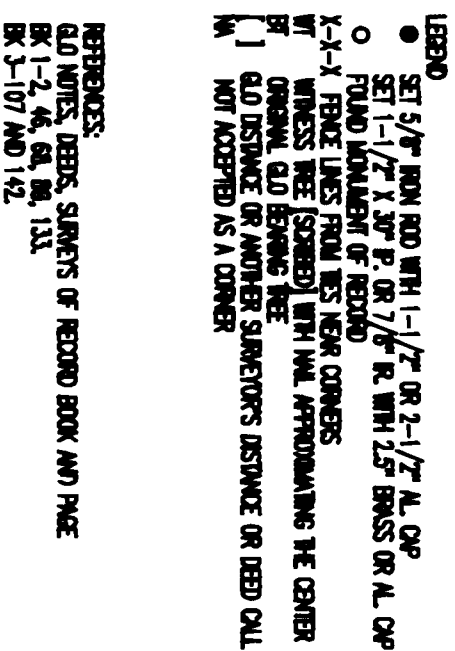 LEGEND
● SET 5/8" IRON ROD WITH 1-1/2" OR 2-1/2" AL. CAP
SET 1-1/2" X 30" IP. OR 7/8" IR. WITH 2.5" BRASS OR AL. CAP
○ FOUND MONUMENT OF RECORD
X-X-X FENCE LINES FROM TIES NEAR CORNERS
WT WITNESS TREE [SCRIBED] WITH NAIL APPROXIMATING THE CENTER
BT ORIGINAL GLO BEARING TREE
[ ] GLO DISTANCE OR ANOTHER SURVEYOR'S DISTANCE OR DEED CALL
NA NOT ACCEPTED AS A CORNER
REFERENCES:
GLO NOTES, DEEDS, SURVEYS OF RECORD BOOK AND PAGE
BK 1-2, 46, 68, 133
BK 3-107 AND 142